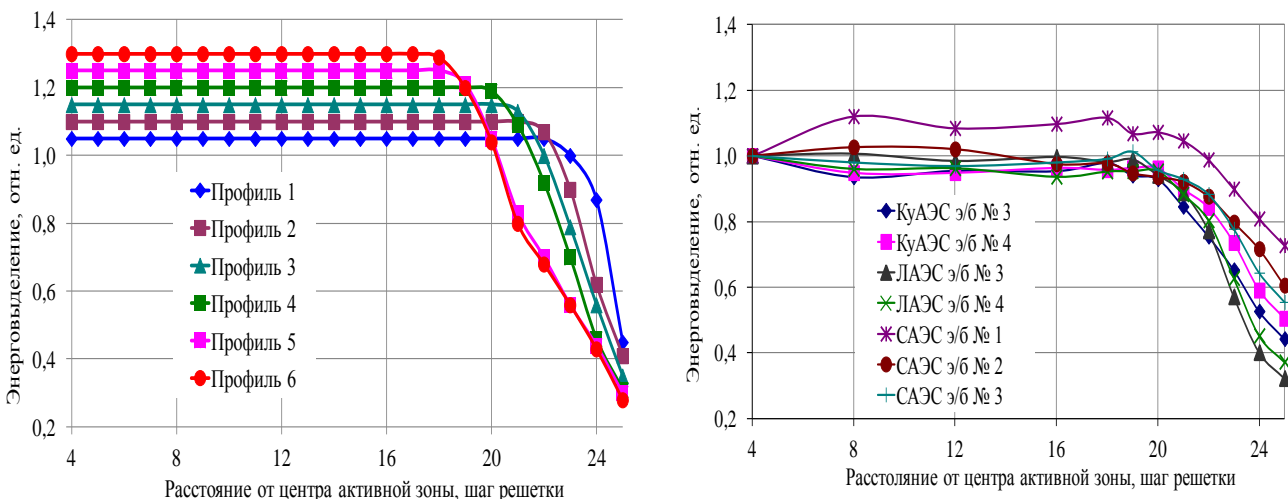 1,4
1,2
1,0
0,8
0,6
0,4
0,2
Энерговыделение, отн. ед.
Профиль 1
Профиль 2
Профиль 3
Профиль 4
Профиль 5
Профиль 6
4 8 12 16 20 24
Расстояние от центра активной зоны, шаг решетки
1,4
1,2
1,0
0,8
0,6
0,4
0,2
Энерговыделение, отн. ед.
КуАЭС э/б № 3
КуАЭС э/б № 4
ЛАЭС э/б № 3
ЛАЭС э/б № 4
САЭС э/б № 1
САЭС э/б № 2
САЭС э/б № 3
4 8 12 16 20 24
Расстояние от центра активной зоны, шаг решетки